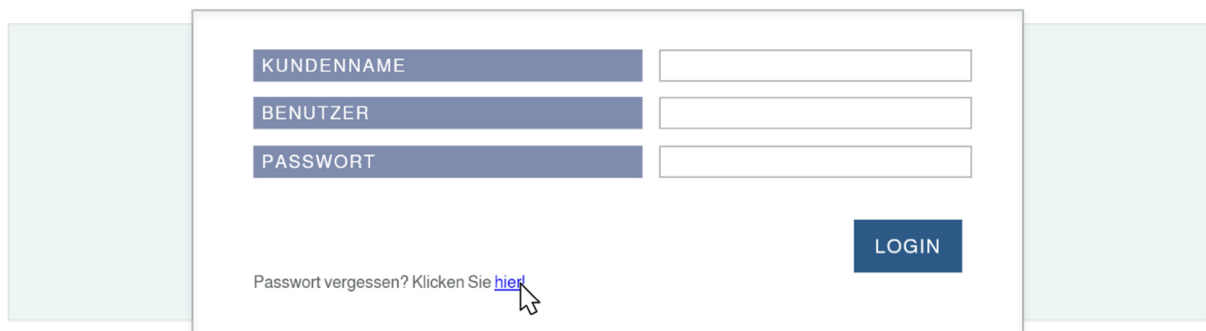 KUNDENNAME
BENUTZER
PASSWORT
LOGIN
Passwort vergessen? Klicken Sie hier!